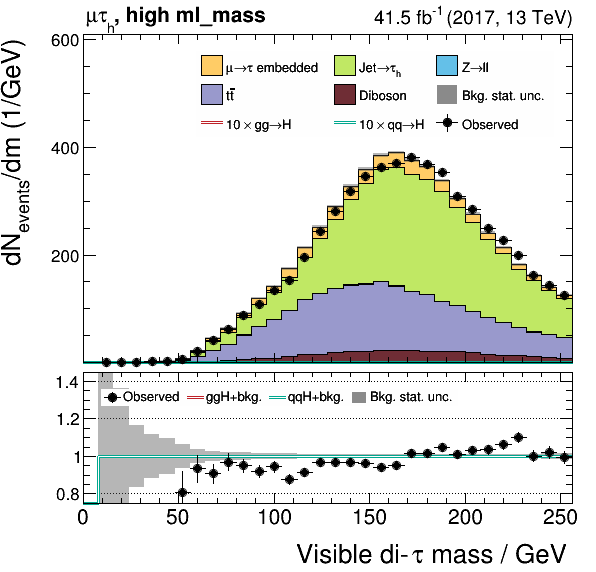 μτh, high ml_mass 41.5 fb⁻¹ (2017, 13 TeV)
dNevents/dm (1/GeV)
600
400
200
μ→τ embedded Jet→τh Z→ll
tt̅ Diboson Bkg. stat. unc.
10 × gg→H 10 × qq→H Observed
1.4
1.2
1
0.8
Observed ggH+bkg. qqH+bkg. Bkg. stat. unc.
0 50 100 150 200 250
Visible di-τ mass / GeV